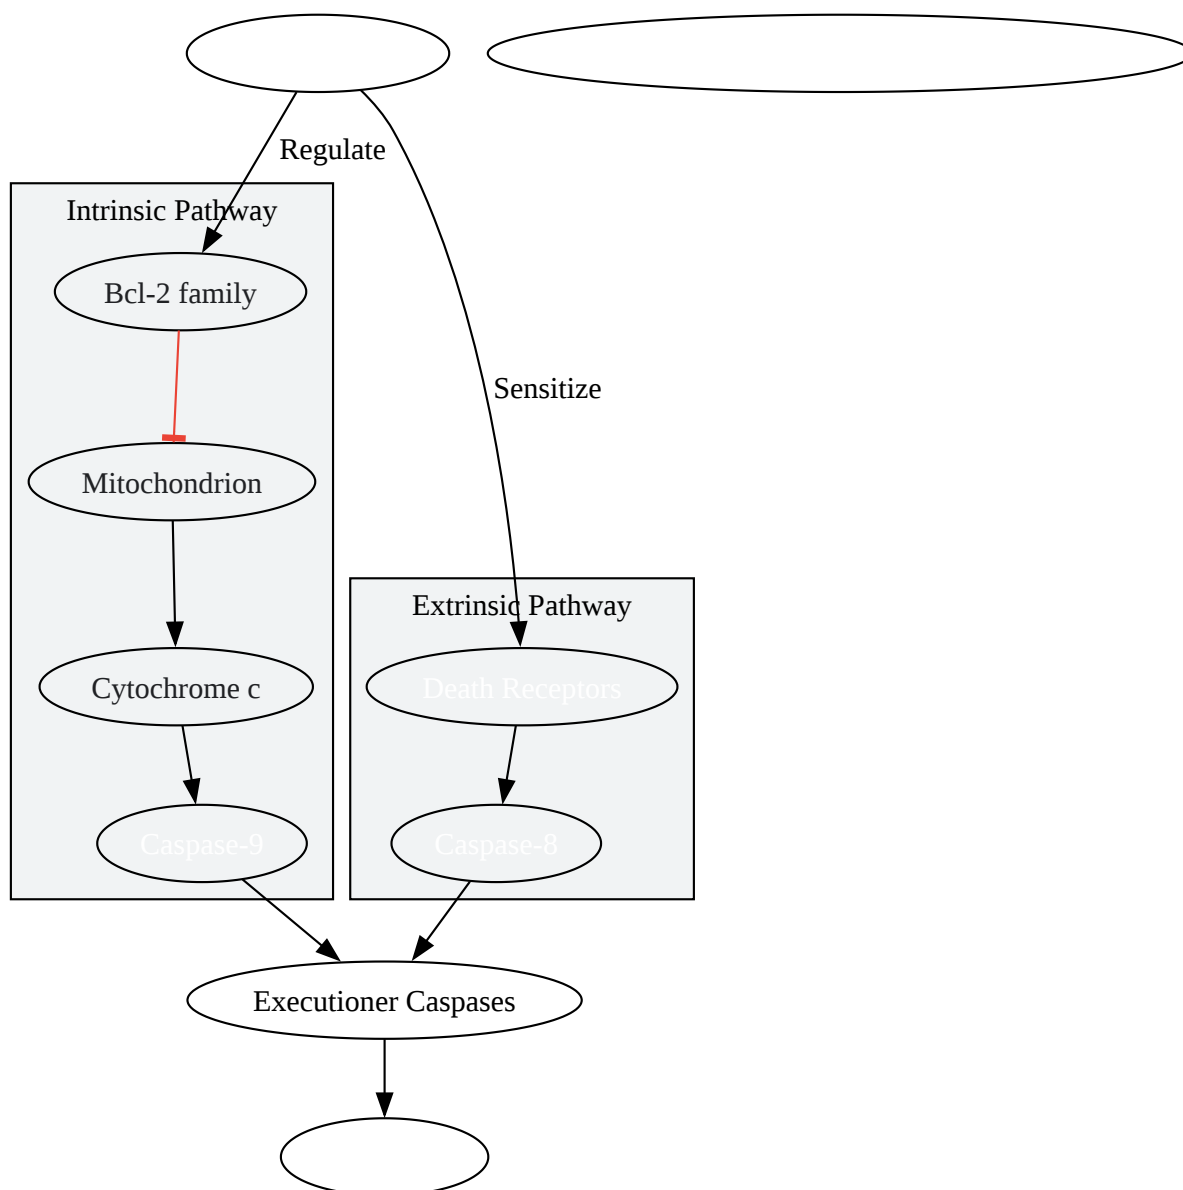 Regulate
Intrinsic Pathway
Bcl-2 family
Sensitize
Mitochondrion
Extrinsic Pathway
Cytochrome c
Death Receptors
Caspase-9
Caspase-8
Executioner Caspases